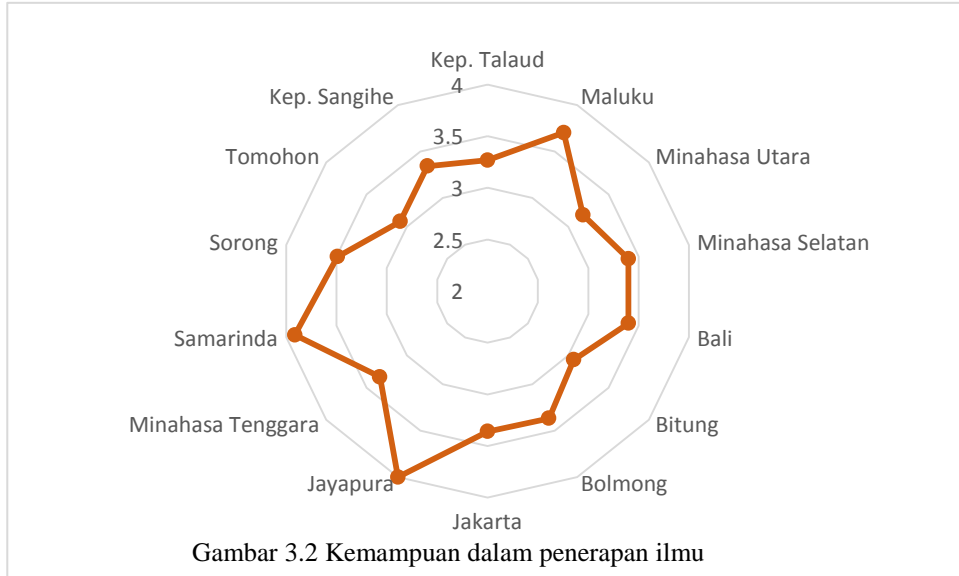 Kep. Talaud
Maluku
Minahasa Utara
Minahasa Selatan
Bali
Bitung
Bolmong
Jakarta
Jayapura
Minahasa Tenggara
Samarinda
Sorong
Tomohon
Kep. Sangihe
4
3.5
3
2.5
2
Gambar 3.2 Kemampuan dalam penerapan ilmu